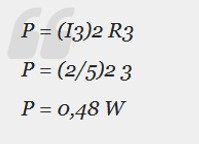 P = (I3)2 R3
P = (2/5)2 3
P = 0,48 W